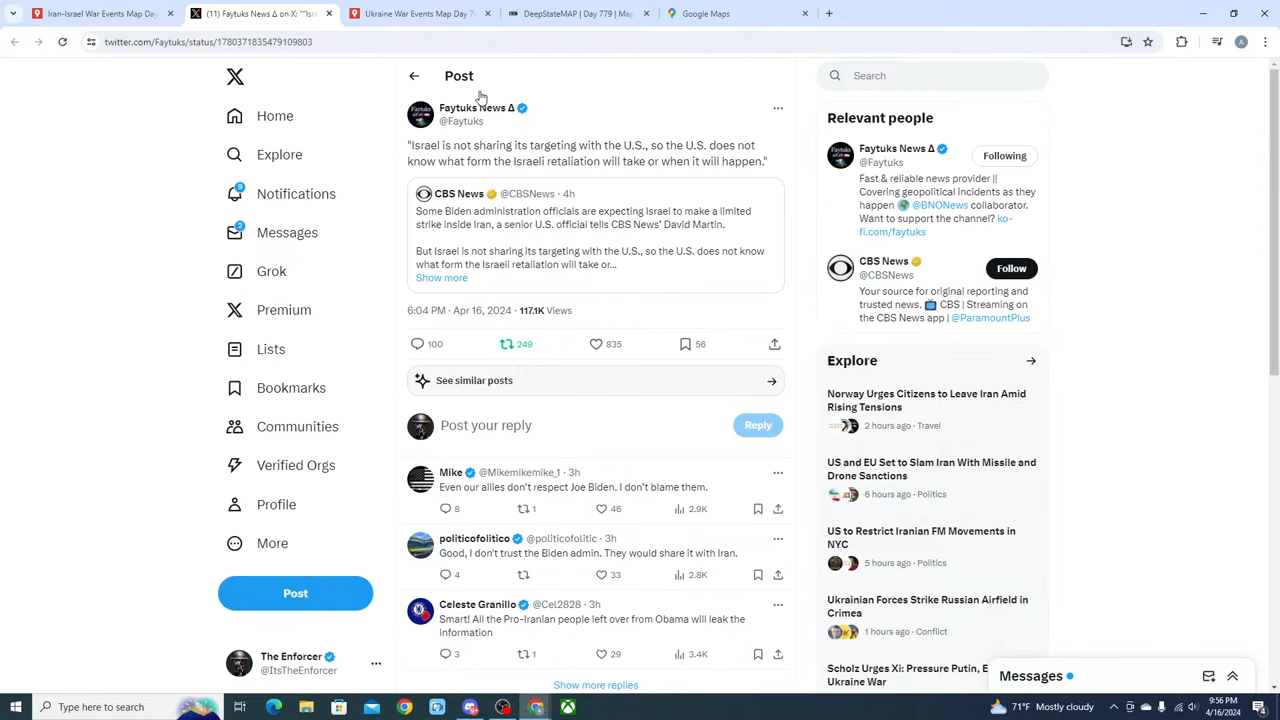 Iran-Israel War Events Map Day
(11) Faytuks News Δ on X: ""Isra
Ukraine War Events Map Day 7
DeepStateMAP | Day 779 | Map
Google Maps
twitter.com/Faytuks/status/1780371835479109803
A
Post
Search
Home
Explore
9
Notifications
2
Messages
Grok
Premium
Lists
Bookmarks
Communities
Verified Orgs
Profile
More
Post
The Enforcer
@ItsTheEnforcer
Faytuks News Δ
@Faytuks
"Israel is not sharing its targeting with the U.S., so the U.S. does not
know what form the Israeli retaliation will take or when it will happen."
CBS News @CBSNews · 4h
Some Biden administration officials are expecting Israel to make a limited
strike inside Iran, a senior U.S. official tells CBS News' David Martin.
But Israel is not sharing its targeting with the U.S., so the U.S. does not know
what form the Israeli retaliation will take or...
Show more
6:04 PM · Apr 16, 2024 · 117.1K Views
100 249 835 56
See similar posts
Post your reply
Reply
Mike @Mikemikemike_1 · 3h
Even our allles don't respect Joe Biden. I don't blame them.
8 1 46 2.9K
politicofolitico @politicofolitic · 3h
Good, I don't trust the Biden admin. They would share it with Iran.
4 33 2.8K
Celeste Granillo @Cel2828 · 3h
Smart! All the Pro-Iranian people left over from Obama will leak the
information
3 1 29 3.4K
Show more replies
Relevant people
Faytuks News Δ
@Faytuks
Following
Fast & reliable news provider ||
Covering geopolitical incidents as they
happen @BNONews collaborator.
Want to support the channel? ko-
fi.com/faytuks
CBS News
@CBSNews
Follow
Your source for original reporting and
trusted news. CBS | Streaming on
the CBS News app | @ParamountPlus
Explore
Norway Urges Citizens to Leave Iran Amid
Rising Tensions
2 hours ago · Travel
US and EU Set to Slam Iran With Missile and
Drone Sanctions
6 hours ago · Politics
US to Restrict Iranian FM Movements in
NYC
5 hours ago · Politics
Ukrainian Forces Strike Russian Airfield in
Crimea
1 hours ago · Conflict
Scholz Urges Xi: Pressure Putin, E
Ukraine War
Messages
Type here to search
71°F Mostly cloudy
9:56 PM
4/16/2024